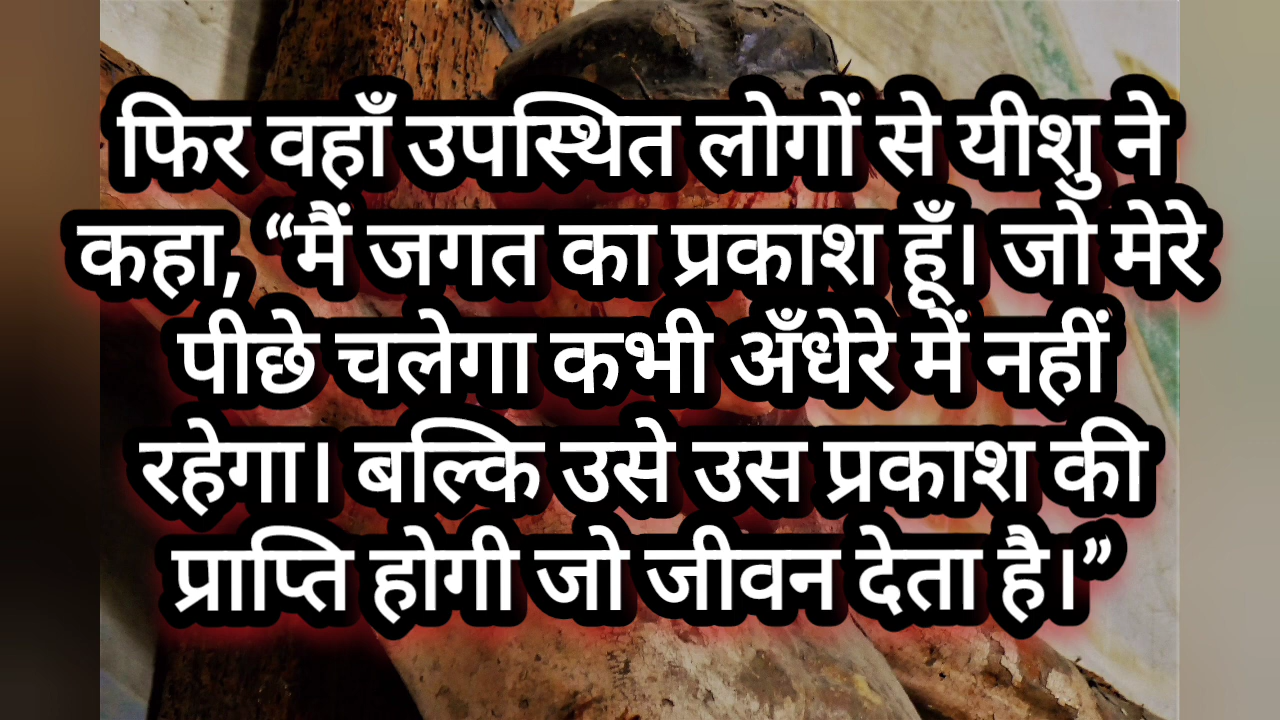 फिर वहाँ उपस्थित लोगों से यीशु ने
कहा, “मैं जगत का प्रकाश हूँ। जो मेरे
पीछे चलेगा कभी अँधेरे में नहीं
रहेगा। बल्कि उसे उस प्रकाश की
प्राप्ति होगी जो जीवन देता है।”